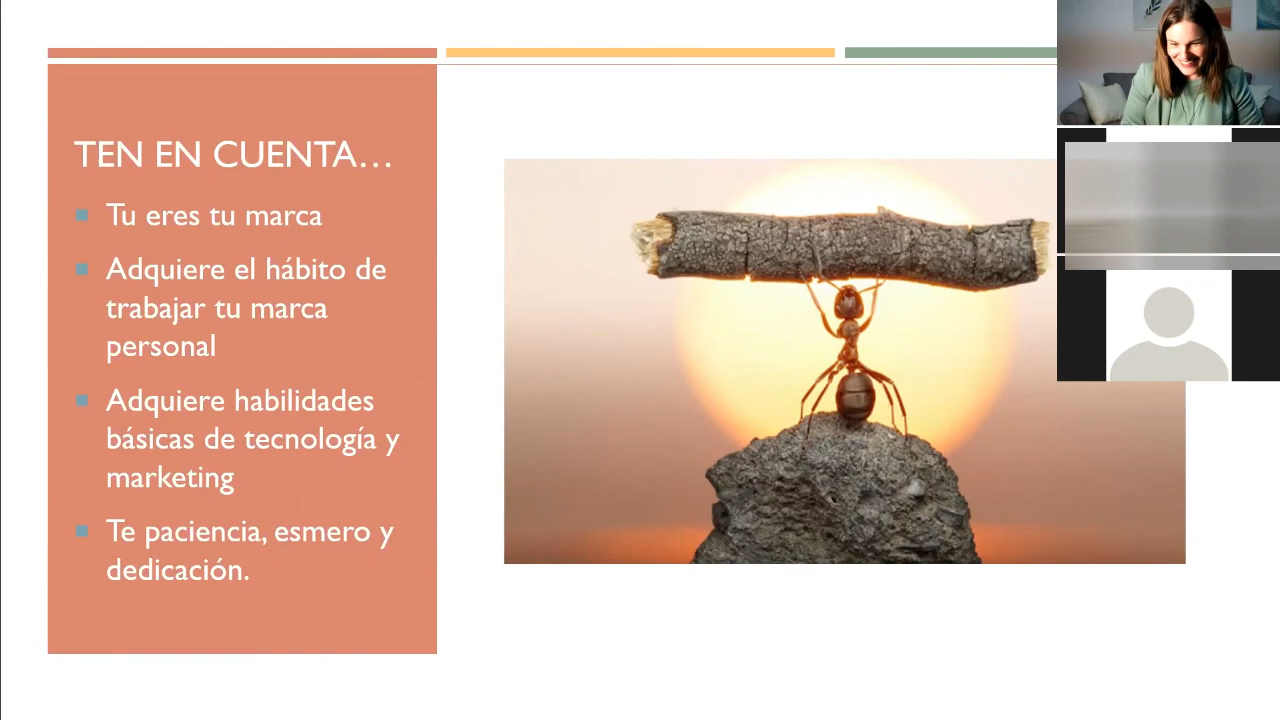 TEN EN CUENTA…
Tu eres tu marca
Adquiere el hábito de
trabajar tu marca
personal
Adquiere habilidades
básicas de tecnología y
marketing
Te paciencia, esmero y
dedicación.